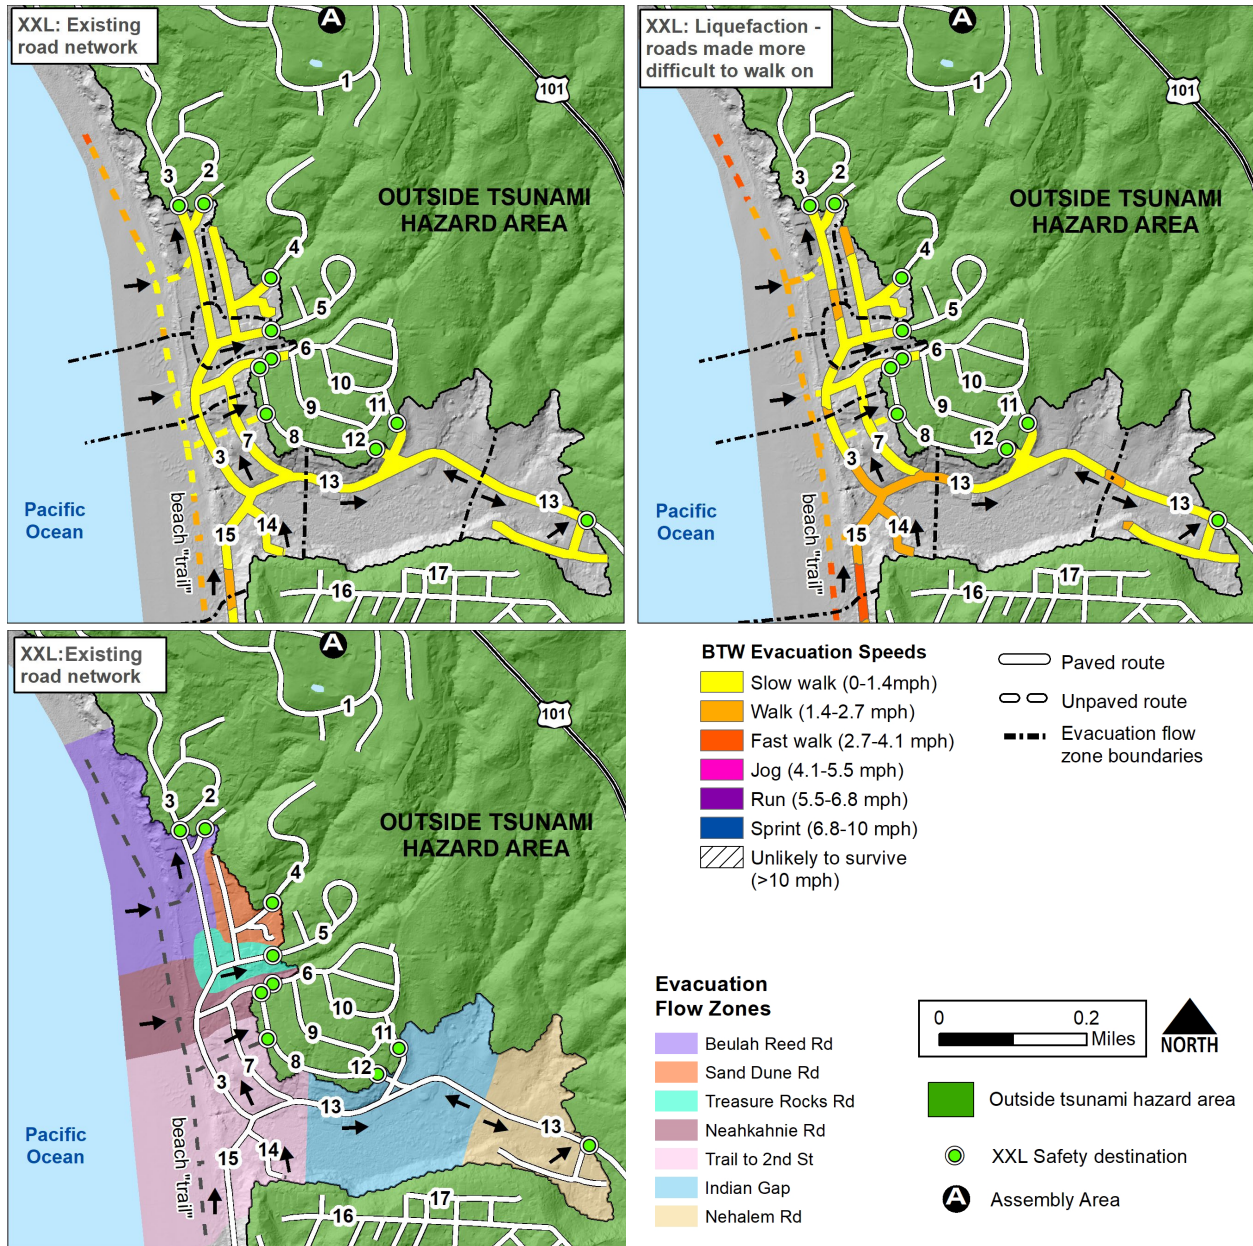 XXL: Existing
road network
A
1
101
2
3
OUTSIDE TSUNAMI
HAZARD AREA
4
5
6
10
9
11
8
12
7
3
13
13
Pacific
Ocean
beach "trail"
15
14
17
16
XXL: Liquefaction -
roads made more
difficult to walk on
A
1
101
2
3
OUTSIDE TSUNAMI
HAZARD AREA
4
5
6
10
9
11
8
12
7
3
13
13
Pacific
Ocean
beach "trail"
15
14
17
16
XXL:Existing
road network
A
1
101
2
3
OUTSIDE TSUNAMI
HAZARD AREA
4
5
6
10
9
11
8
12
7
3
13
13
Pacific
Ocean
beach "trail"
15
14
17
16
BTW Evacuation Speeds
Slow walk (0-1.4mph)
Walk (1.4-2.7 mph)
Fast walk (2.7-4.1 mph)
Jog (4.1-5.5 mph)
Run (5.5-6.8 mph)
Sprint (6.8-10 mph)
Unlikely to survive
(>10 mph)
Paved route
Unpaved route
Evacuation flow
zone boundaries
Evacuation
Flow Zones
Beulah Reed Rd
Sand Dune Rd
Treasure Rocks Rd
Neahkahnie Rd
Trail to 2nd St
Indian Gap
Nehalem Rd
0 0.2
Miles
NORTH
Outside tsunami hazard area
XXL Safety destination
A
Assembly Area